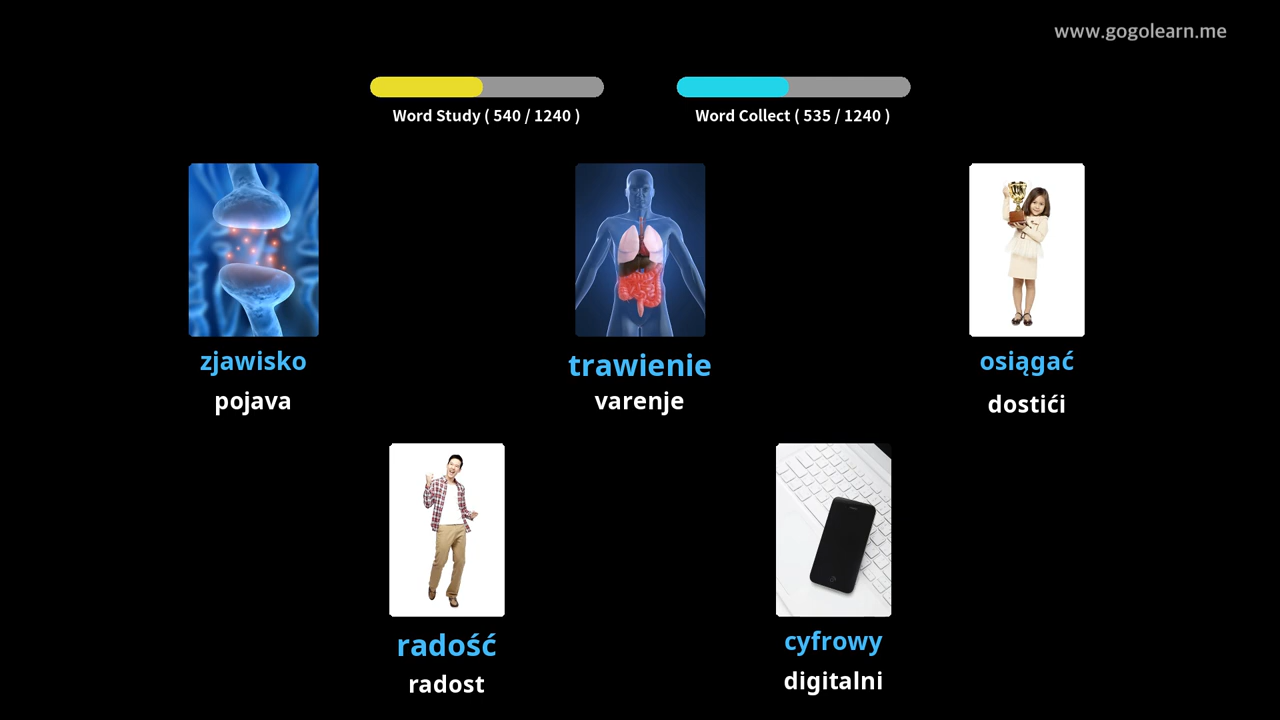 www.gogolearn.me
Word Study ( 540 / 1240 )
Word Collect ( 535 / 1240 )
zjawisko
pojava
trawienie
varenje
osiągać
dostići
radość
radost
cyfrowy
digitalni